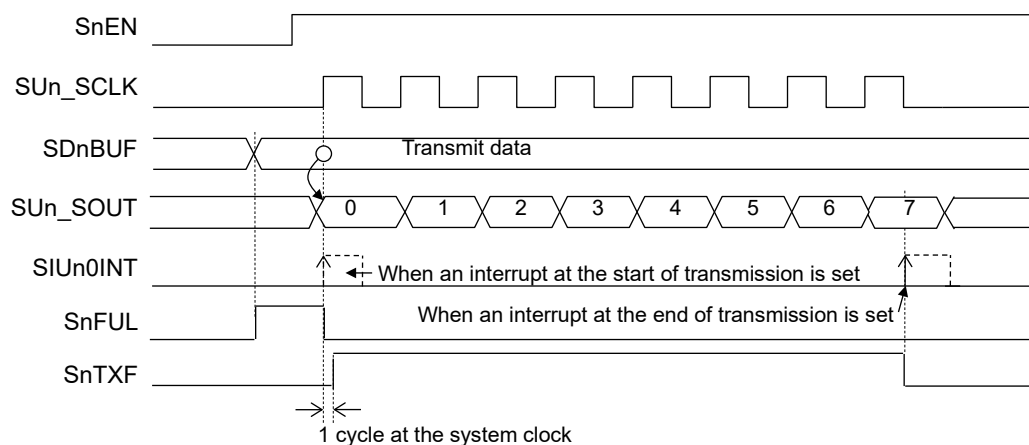 SnEN
SUn_SCLK
SDnBUF
Transmit data
SUn_SOUT
0 1 2 3 4 5 6 7
SIUn0INT
When an interrupt at the start of transmission is set
SnFUL
When an interrupt at the end of transmission is set
SnTXF
1 cycle at the system clock